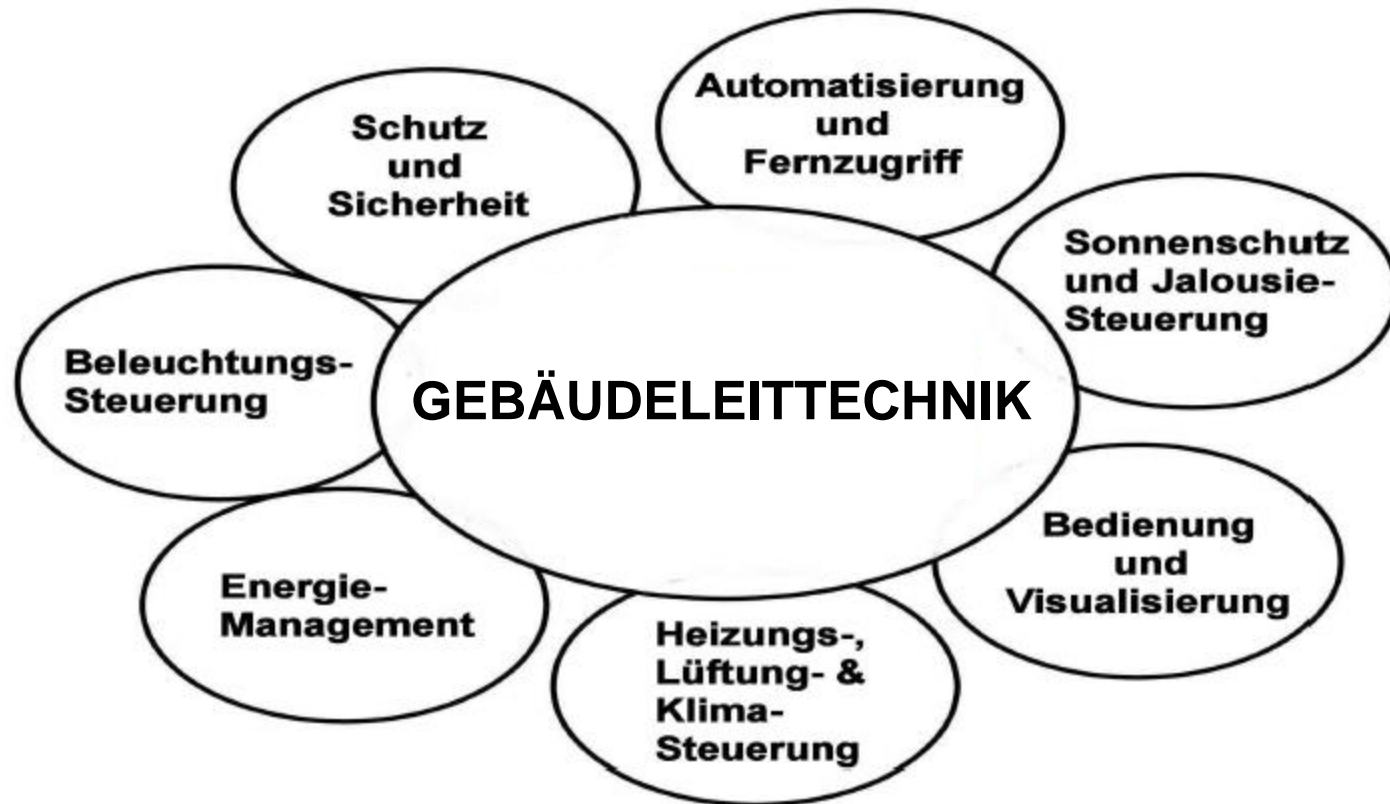 Automatisierung
und
Fernzugriff
Schutz
und
Sicherheit
Sonnenschutz
und Jalousie-
Steuerung
Beleuchtungs-
Steuerung
GEBÄUDELEITTECHNIK
Bedienung
und
Visualisierung
Energie-
Management
Heizungs-,
Lüftung- &
Klima-
Steuerung